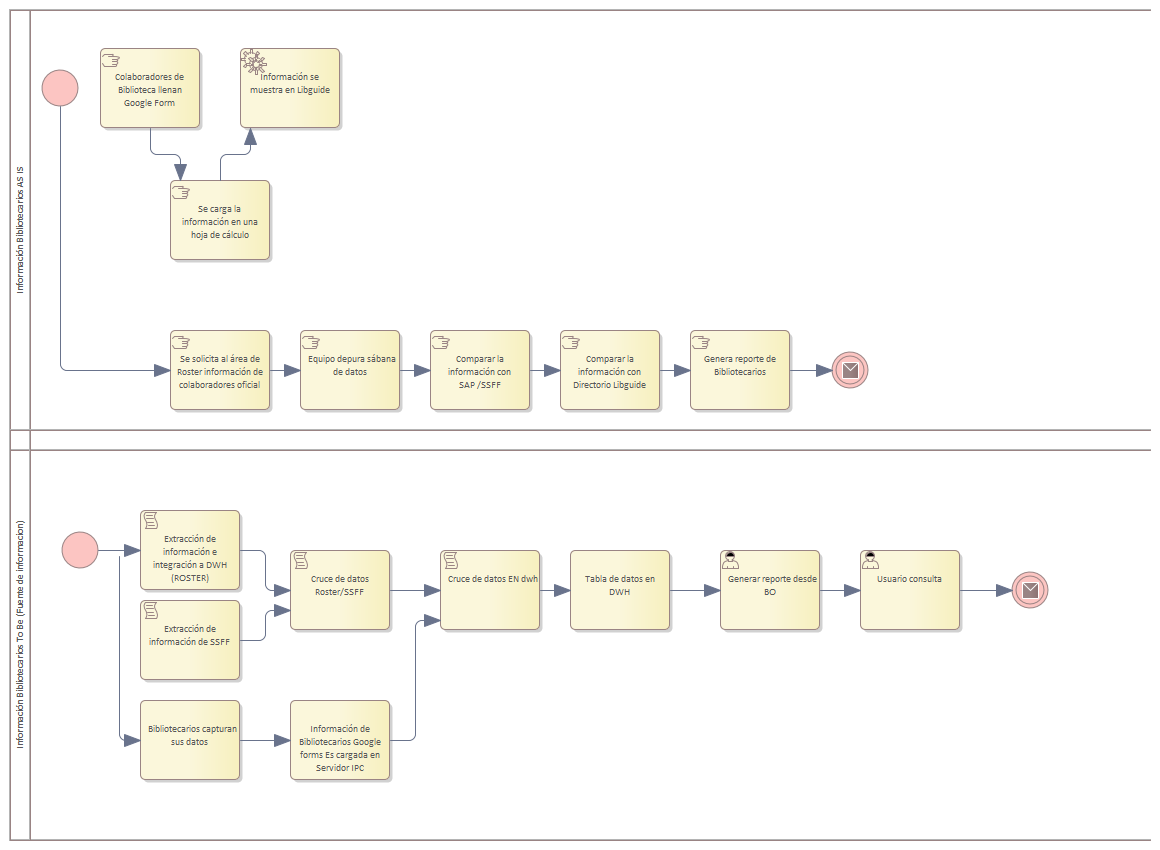 Información Bibliotecarios AS IS
Colaboradores de
Biblioteca llenan
Google Form
Información se
muestra en Libguide
Se carga la
información en una
hoja de cálculo
Se solicita al área de
Roster información de
colaboradores oficial
Equipo depura sábana
de datos
Comparar la
información con
SAP /SSFF
Comparar la
información con
Directorio Libguide
Genera reporte de
Bibliotecarios
Información Bibliotecarios To Be (Fuente de informacion)
Extracción de
información e
integración a DWH
(ROSTER)
Extracción de
información de SSFF
Cruce de datos
Roster/SSFF
Cruce de datos EN dwh
Tabla de datos en
DWH
Generar reporte desde
BO
Usuario consulta
Bibliotecarios capturan
sus datos
Información de
Bibliotecarios Google
forms Es cargada en
Servidor IPC